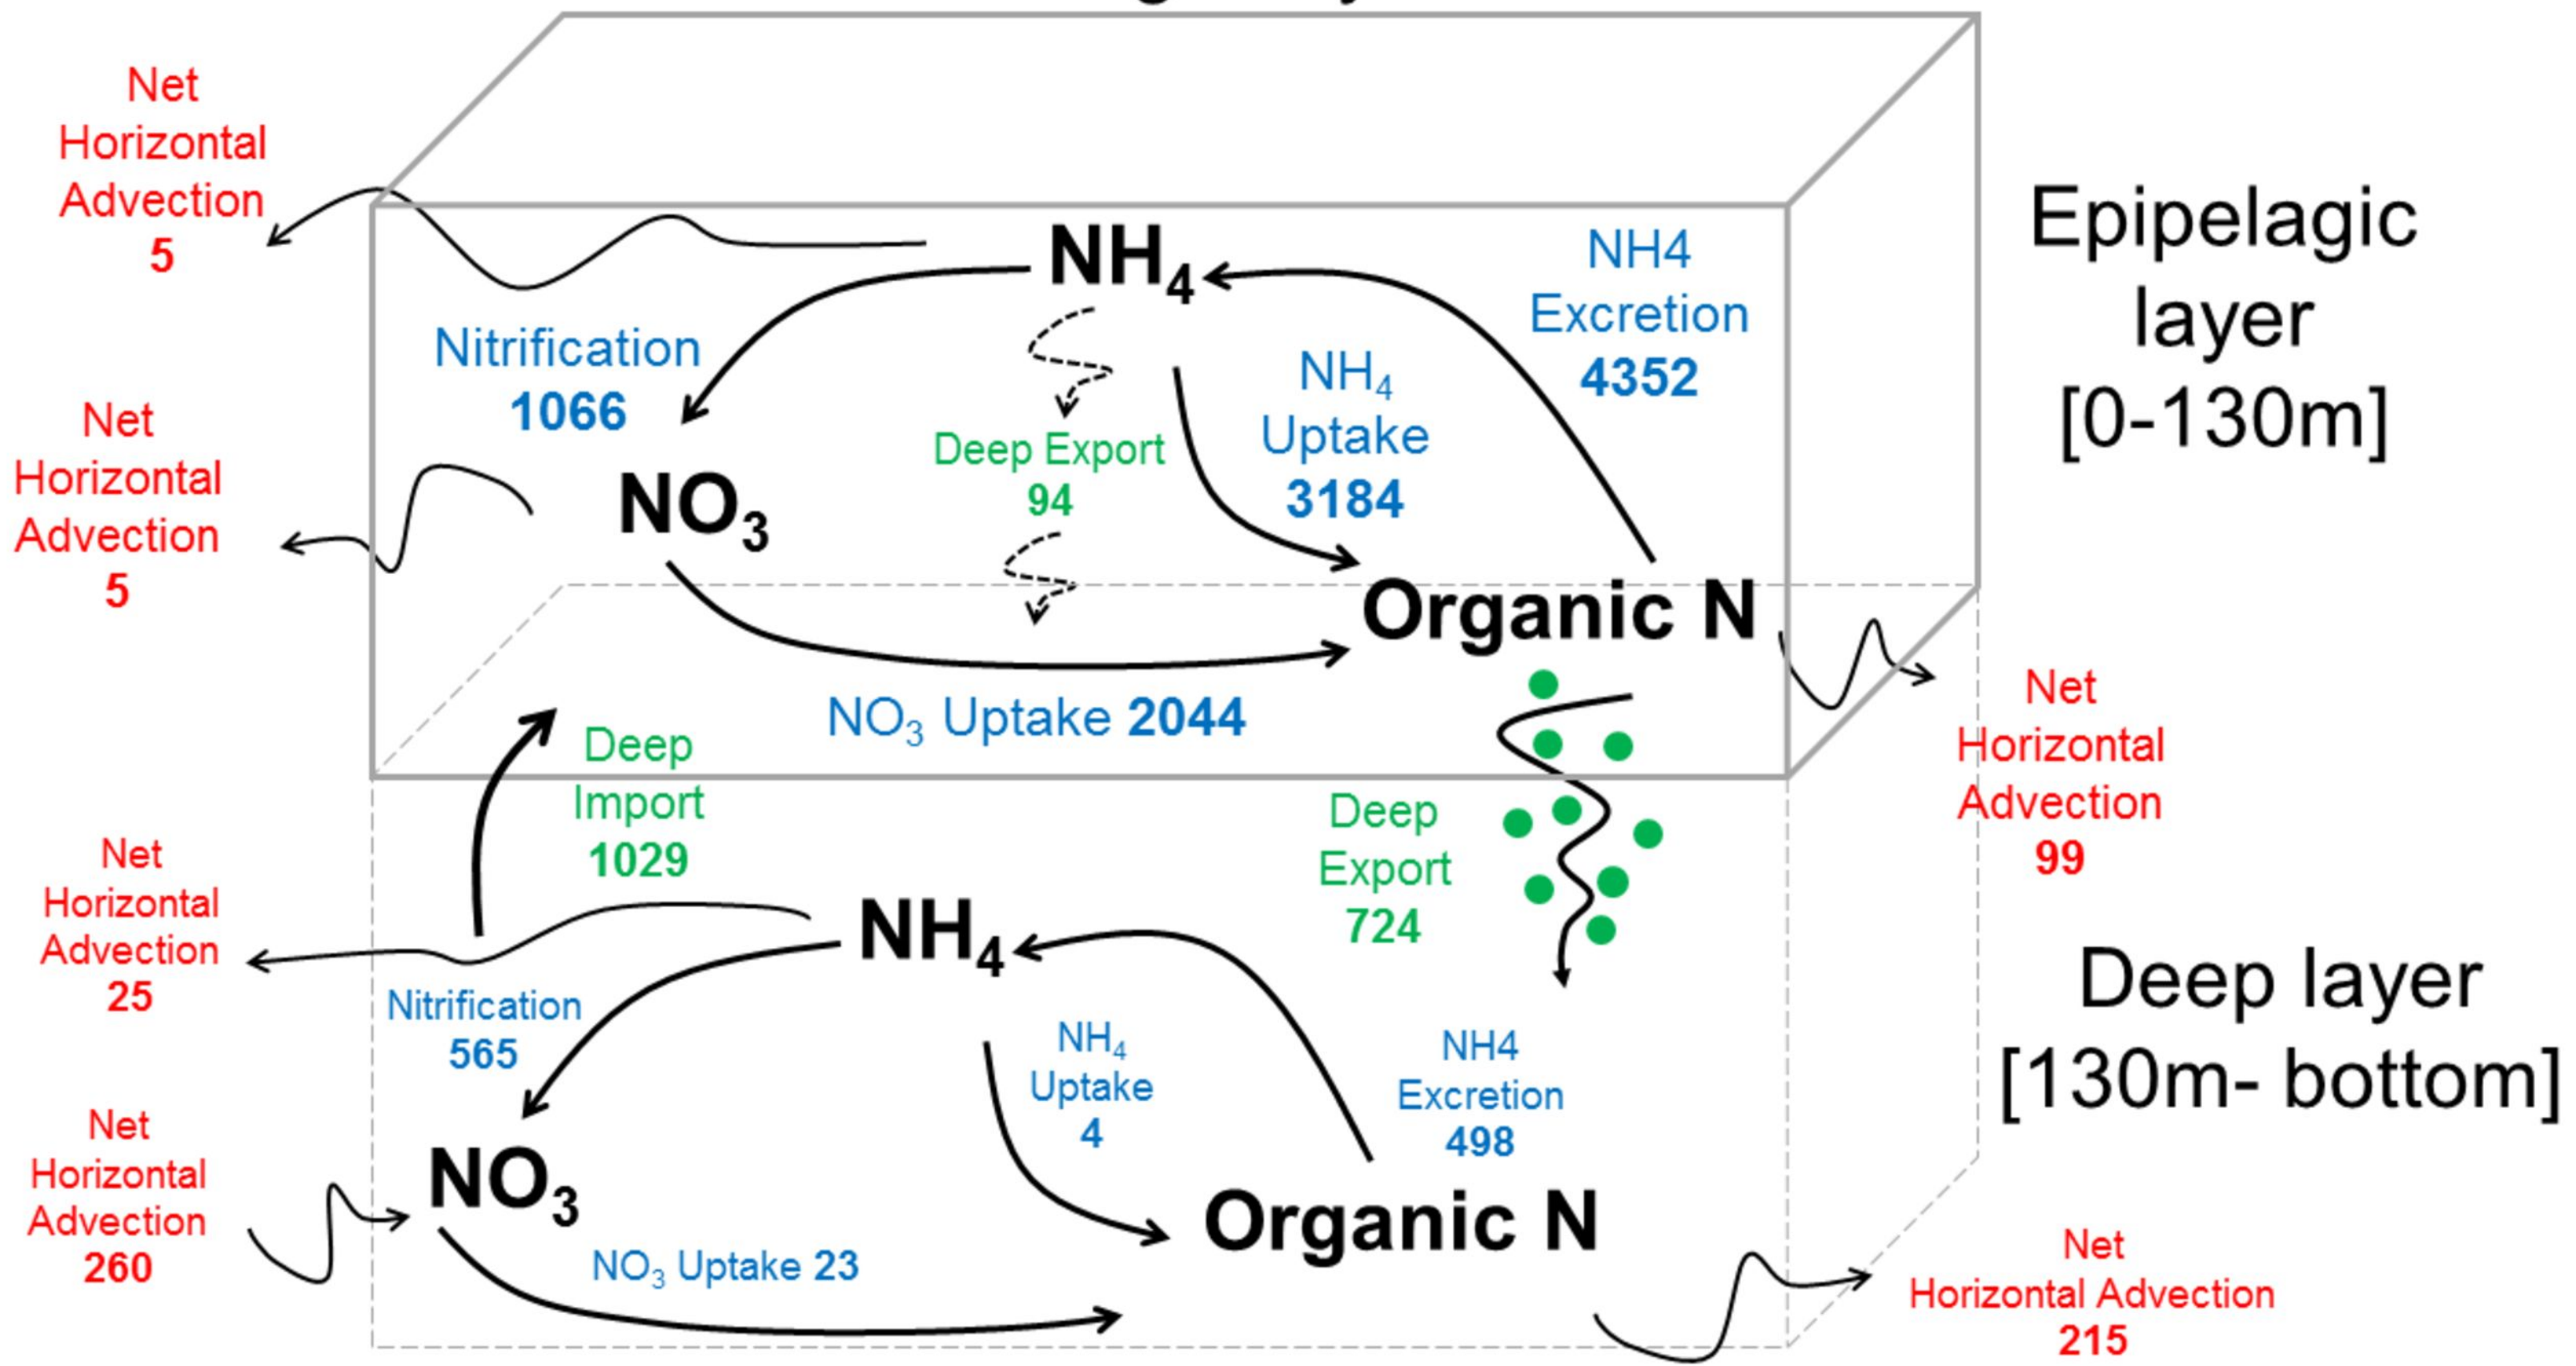 Net
Horizontal
Advection
5
NH₄
NH4
Excretion
4352
Epipelagic
layer
[0-130m]
Nitrification
1066
NH₄
Uptake
3184
Deep Export
94
Net
Horizontal
Advection
5
NO₃
Organic N
NO₃ Uptake 2044
Net
Horizontal
Advection
99
Deep
Import
1029
Deep
Export
724
Net
Horizontal
Advection
25
NH₄
Deep layer
[130m- bottom]
Nitrification
565
NH₄
Uptake
4
NH4
Excretion
498
Net
Horizontal
Advection
260
NO₃
Organic N
NO₃ Uptake 23
Net
Horizontal Advection
215